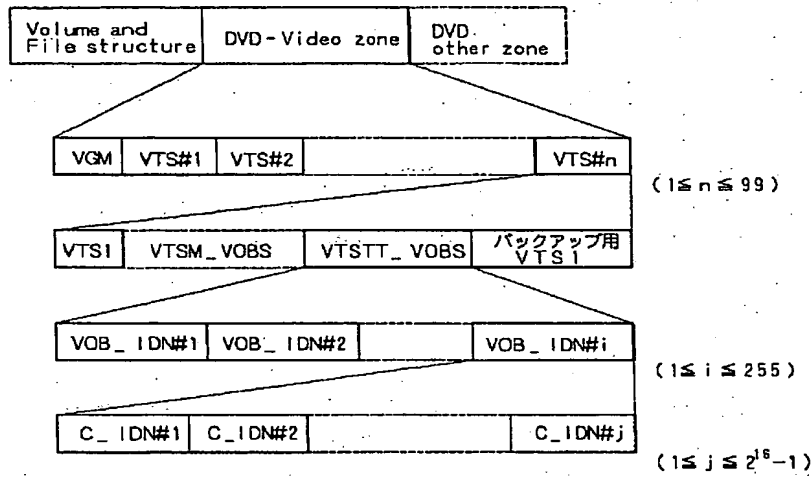 Volume and
File structure
DVD-Video zone
DVD
other zone
VGM
VTS#1
VTS#2
VTS#n
(1≦n≦99)
VTS1
VTSM_VOBS
VTSTT_VOBS
バックアップ用
VTS1
VOB_IDN#1
VOB_IDN#2
VOB_IDN#i
(1≦i≦255)
C_IDN#1
C_IDN#2
C_IDN#j
(1≦j≦2¹⁶-1)